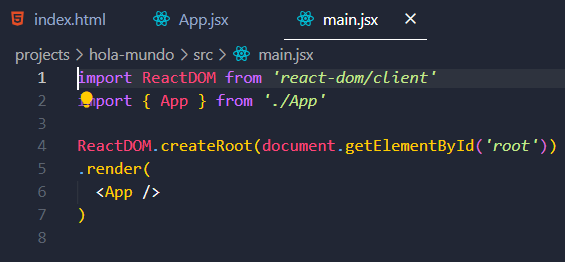 index.html App.jsx main.jsx ×
projects > hola-mundo > src > main.jsx
1 import ReactDOM from 'react-dom/client'
2 import { App } from './App'
3
4 ReactDOM.createRoot(document.getElementById('root'))
5 .render(
6   <App />
7 )
8